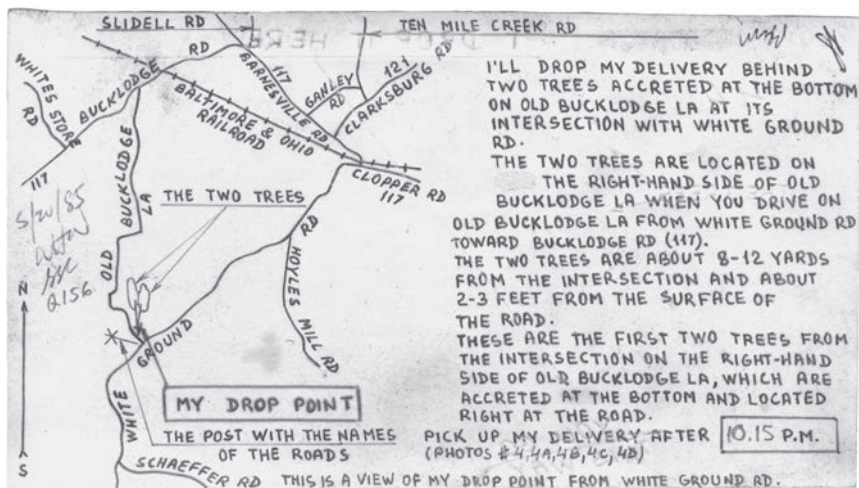 SLIDELL RD
TEN MILE CREEK RD
BUCKLODGE RD
117
BARNESVILLE RD
GANLEY
RD
121
CLARKSBURG RD
WHITES STORE
RD
117
BALTIMORE & OHIO
RAILROAD
CLOPPER RD
117
OLD BUCKLODGE LA
THE TWO TREES
5/20/85
Q156
N
S
HOYLES MILL RD
WHITE GROUND RD
MY DROP POINT
THE POST WITH THE NAMES
OF THE ROADS
SCHAEFFER RD
I'LL DROP MY DELIVERY BEHIND
TWO TREES ACCRETED AT THE BOTTOM
ON OLD BUCKLODGE LA AT ITS
INTERSECTION WITH WHITE GROUND
RD.
THE TWO TREES ARE LOCATED ON
THE RIGHT-HAND SIDE OF OLD
BUCKLODGE LA WHEN YOU DRIVE ON
OLD BUCKLODGE LA FROM WHITE GROUND RD
TOWARD BUCKLODGE RD (117).
THE TWO TREES ARE ABOUT 8-12 YARDS
FROM THE INTERSECTION AND ABOUT
2-3 FEET FROM THE SURFACE OF
THE ROAD.
THESE ARE THE FIRST TWO TREES FROM
THE INTERSECTION ON THE RIGHT-HAND
SIDE OF OLD BUCKLODGE LA, WHICH ARE
ACCRETED AT THE BOTTOM AND LOCATED
RIGHT AT THE ROAD.
PICK UP MY DELIVERY AFTER 10.15 P.M.
(PHOTOS # 4, 4A, 4B, 4C, 4D)
THIS IS A VIEW OF MY DROP POINT FROM WHITE GROUND RD.